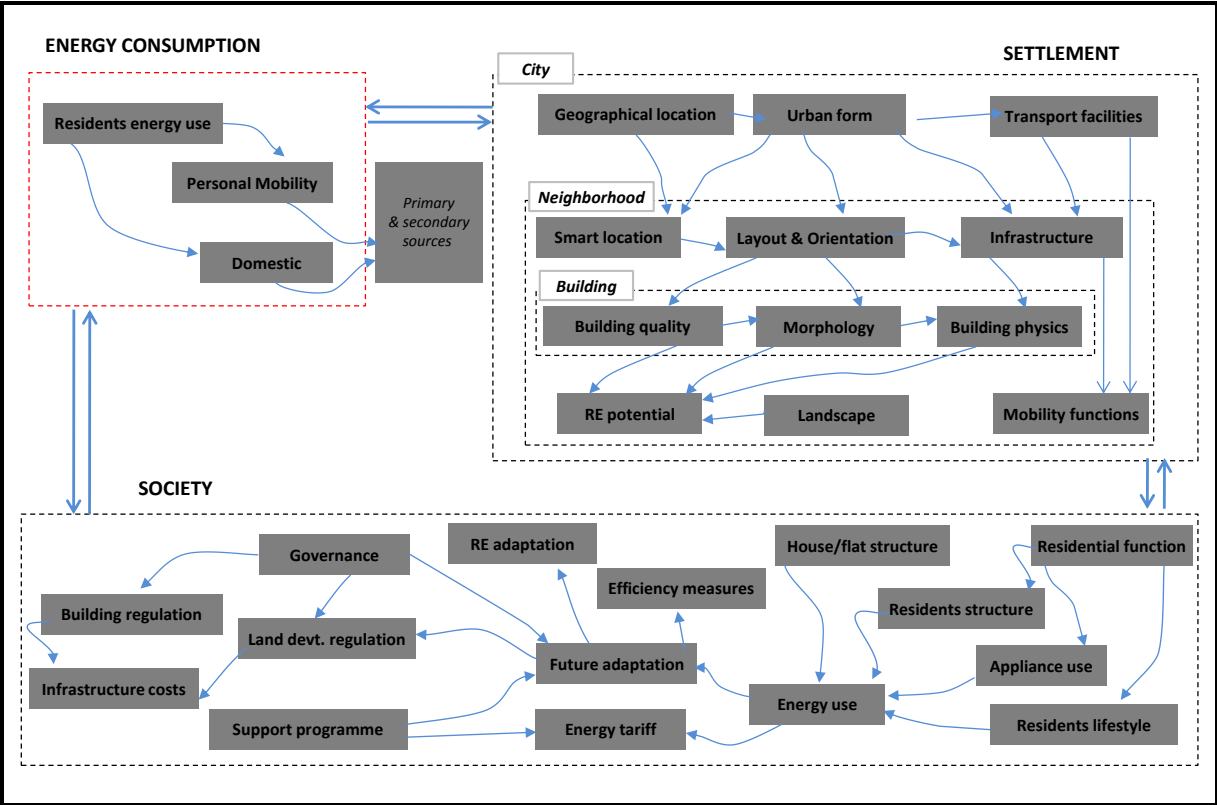 ENERGY CONSUMPTION
Residents energy use
Personal Mobility
Domestic
Primary
& secondary
sources
SETTLEMENT
City
Geographical location
Urban form
Transport facilities
Neighborhood
Smart location
Layout & Orientation
Infrastructure
Building
Building quality
Morphology
Building physics
RE potential
Landscape
Mobility functions
SOCIETY
Governance
RE adaptation
House/flat structure
Residential function
Efficiency measures
Building regulation
Residents structure
Land devt. regulation
Future adaptation
Appliance use
Infrastructure costs
Energy use
Support programme
Energy tariff
Residents lifestyle